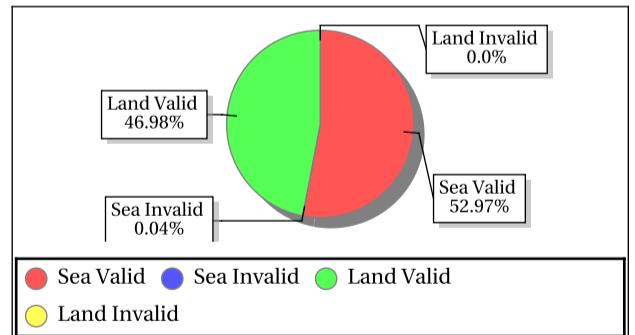 Land Invalid
0.0%
Land Valid
46.98%
Sea Valid
52.97%
Sea Invalid
0.04%
Sea Valid Sea Invalid Land Valid
Land Invalid